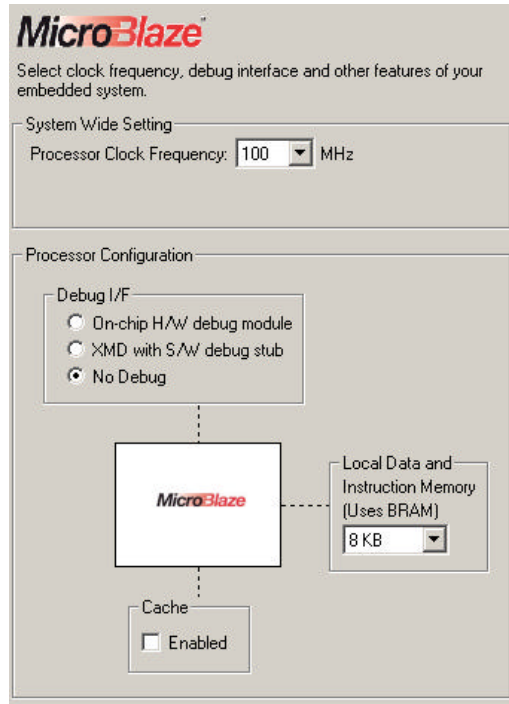 MicroBlaze
Select clock frequency, debug interface and other features of your
embedded system.
System Wide Setting
Processor Clock Frequency: 100 MHz
Processor Configuration
Debug I/F
On-chip H/W debug module
XMD with S/W debug stub
No Debug
MicroBlaze
Local Data and
Instruction Memory
(Uses BRAM)
8 KB
Cache
Enabled